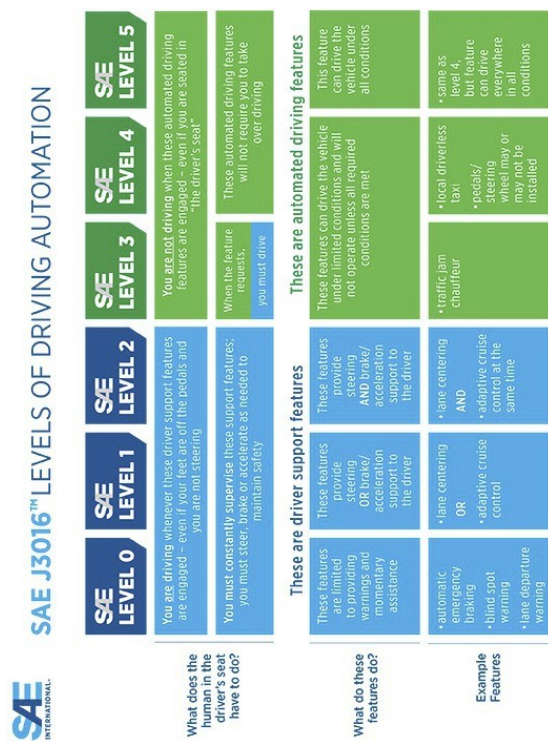 SAE
INTERNATIONAL®
SAE J3016™ LEVELS OF DRIVING AUTOMATION
SAE
LEVEL 0
SAE
LEVEL 1
SAE
LEVEL 2
SAE
LEVEL 3
SAE
LEVEL 4
SAE
LEVEL 5
What does the
human in the
driver's seat
have to do?
You are driving whenever these driver support features
are engaged – even if your feet are off the pedals and
you are not steering
You are not driving when these automated driving
features are engaged – even if you are seated in
"the driver's seat"
You must constantly supervise these support features;
you must steer, brake or accelerate as needed to
maintain safety
When the feature
requests,
you must drive
These automated driving features
will not require you to take
over driving
These are driver support features
These are automated driving features
What do these
features do?
These features
are limited
to providing
warnings and
momentary
assistance
These features
provide
steering
OR brake/
acceleration
support to
the driver
These features
provide
steering
AND brake/
acceleration
support to
the driver
These features can drive the vehicle
under limited conditions and will
not operate unless all required
conditions are met
This feature
can drive the
vehicle under
all conditions
Example
Features
• automatic
emergency
braking
• blind spot
warning
• lane departure
warning
• lane centering
OR
• adaptive cruise
control
• lane centering
AND
• adaptive cruise
control at the
same time
• traffic jam
chauffeur
• local driverless
taxi
• pedals/
steering
wheel may or
may not be
installed
• same as
level 4,
but feature
can drive
everywhere
in all
conditions